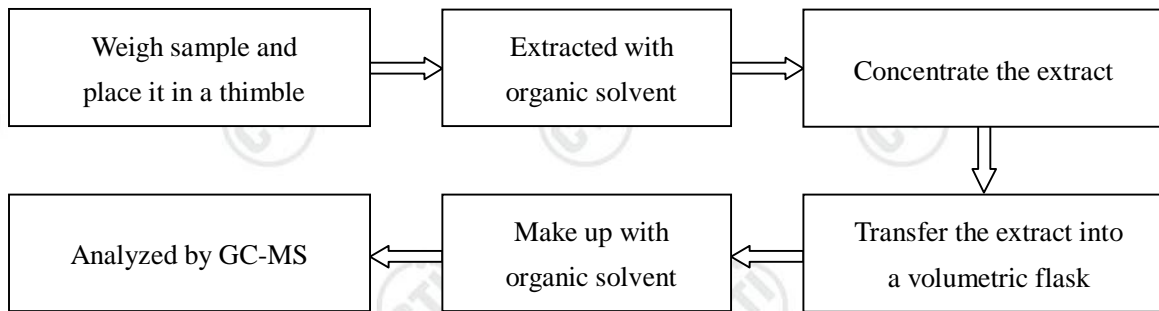 Weigh sample and
place it in a thimble
Extracted with
organic solvent
Concentrate the extract
Transfer the extract into
a volumetric flask
Make up with
organic solvent
Analyzed by GC-MS